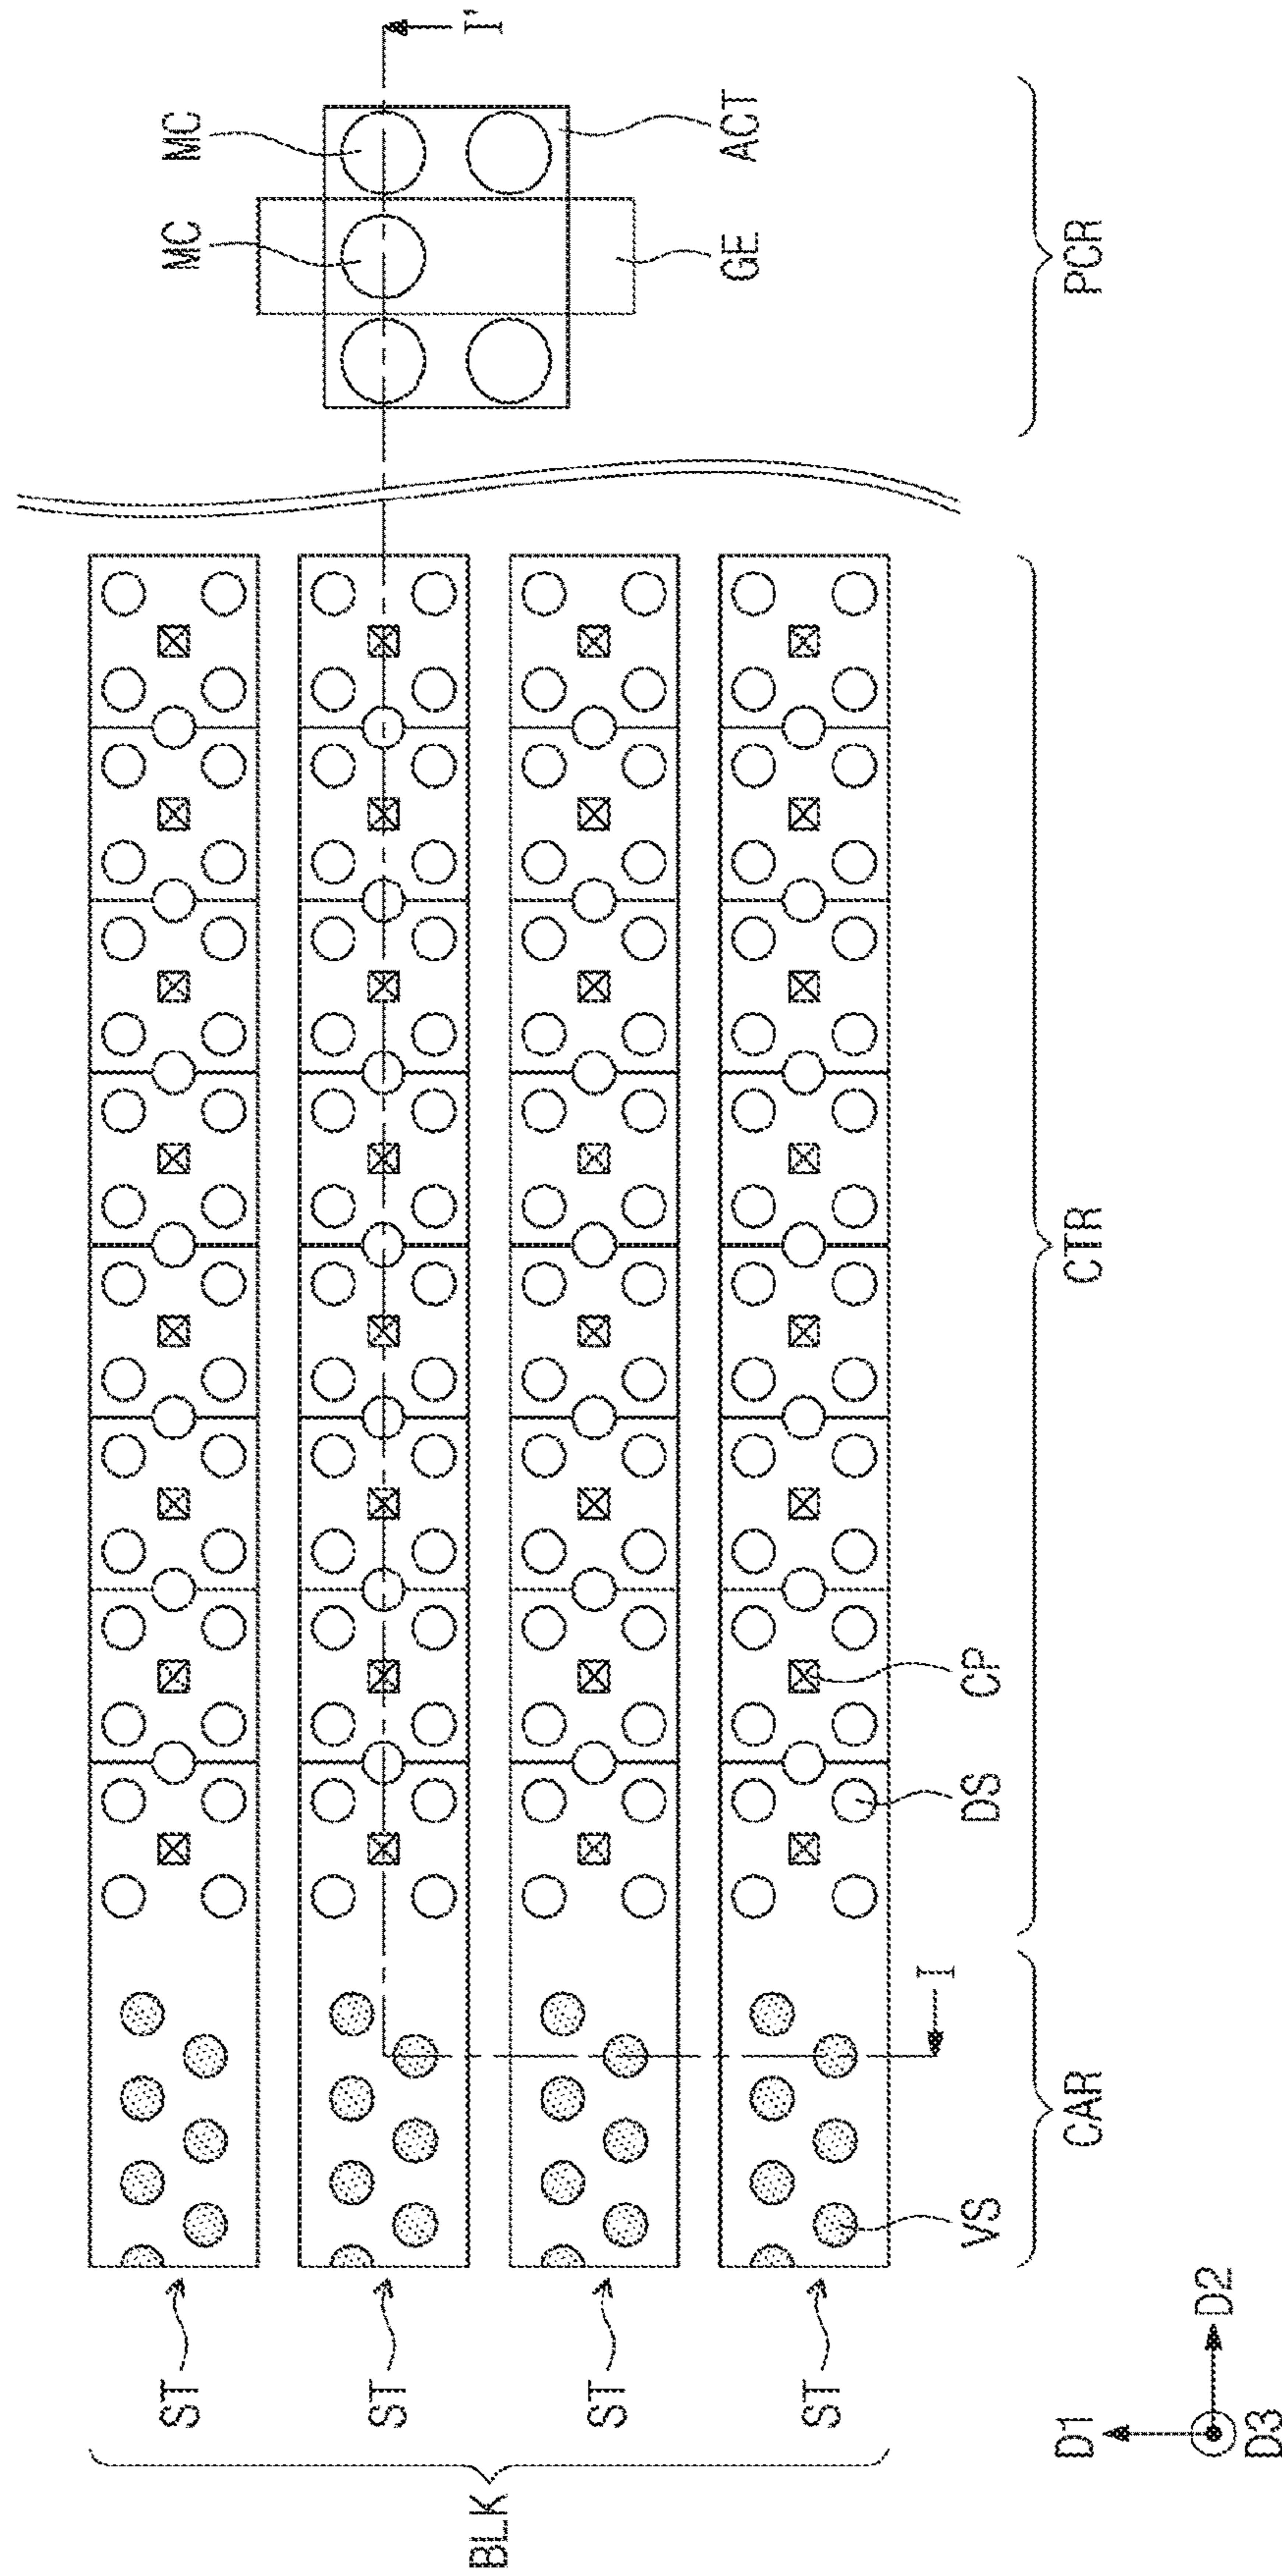 BLK
ST
ST
ST
ST
VS
DS
CP
I
I'
MC
MC
GE
ACT
CAR
CTR
PCR
D1
D2
D3